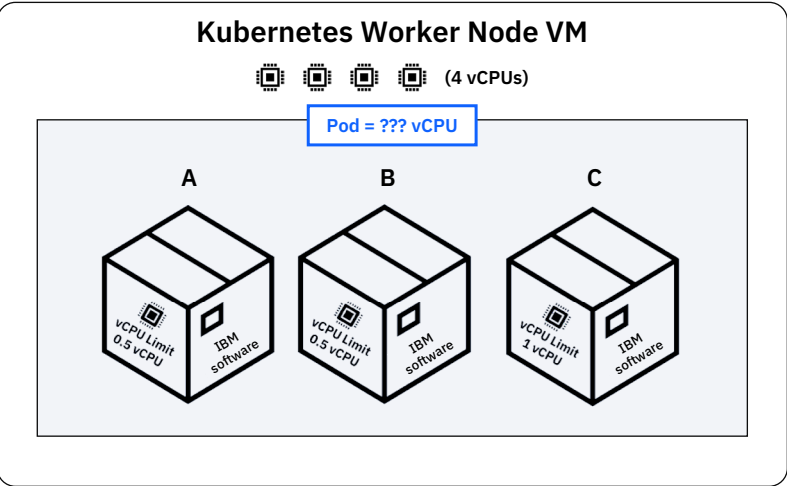 Kubernetes Worker Node VM
(4 vCPUs)
Pod = ??? vCPU
A
B
C
vCPU Limit
0.5 vCPU
IBM
software
vCPU Limit
0.5 vCPU
IBM
software
vCPU Limit
1 vCPU
IBM
software